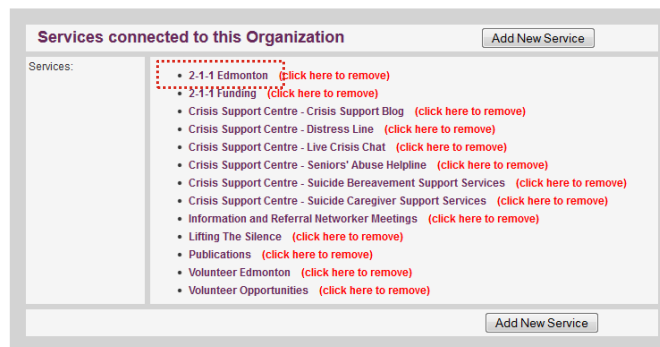 Services connected to this Organization Add New Service
Services:
• 2-1-1 Edmonton (click here to remove)
• 2-1-1 Funding (click here to remove)
• Crisis Support Centre - Crisis Support Blog (click here to remove)
• Crisis Support Centre - Distress Line (click here to remove)
• Crisis Support Centre - Live Crisis Chat (click here to remove)
• Crisis Support Centre - Seniors' Abuse Helpline (click here to remove)
• Crisis Support Centre - Suicide Bereavement Support Services (click here to remove)
• Crisis Support Centre - Suicide Caregiver Support Services (click here to remove)
• Information and Referral Networker Meetings (click here to remove)
• Lifting The Silence (click here to remove)
• Publications (click here to remove)
• Volunteer Edmonton (click here to remove)
• Volunteer Opportunities (click here to remove)
Add New Service